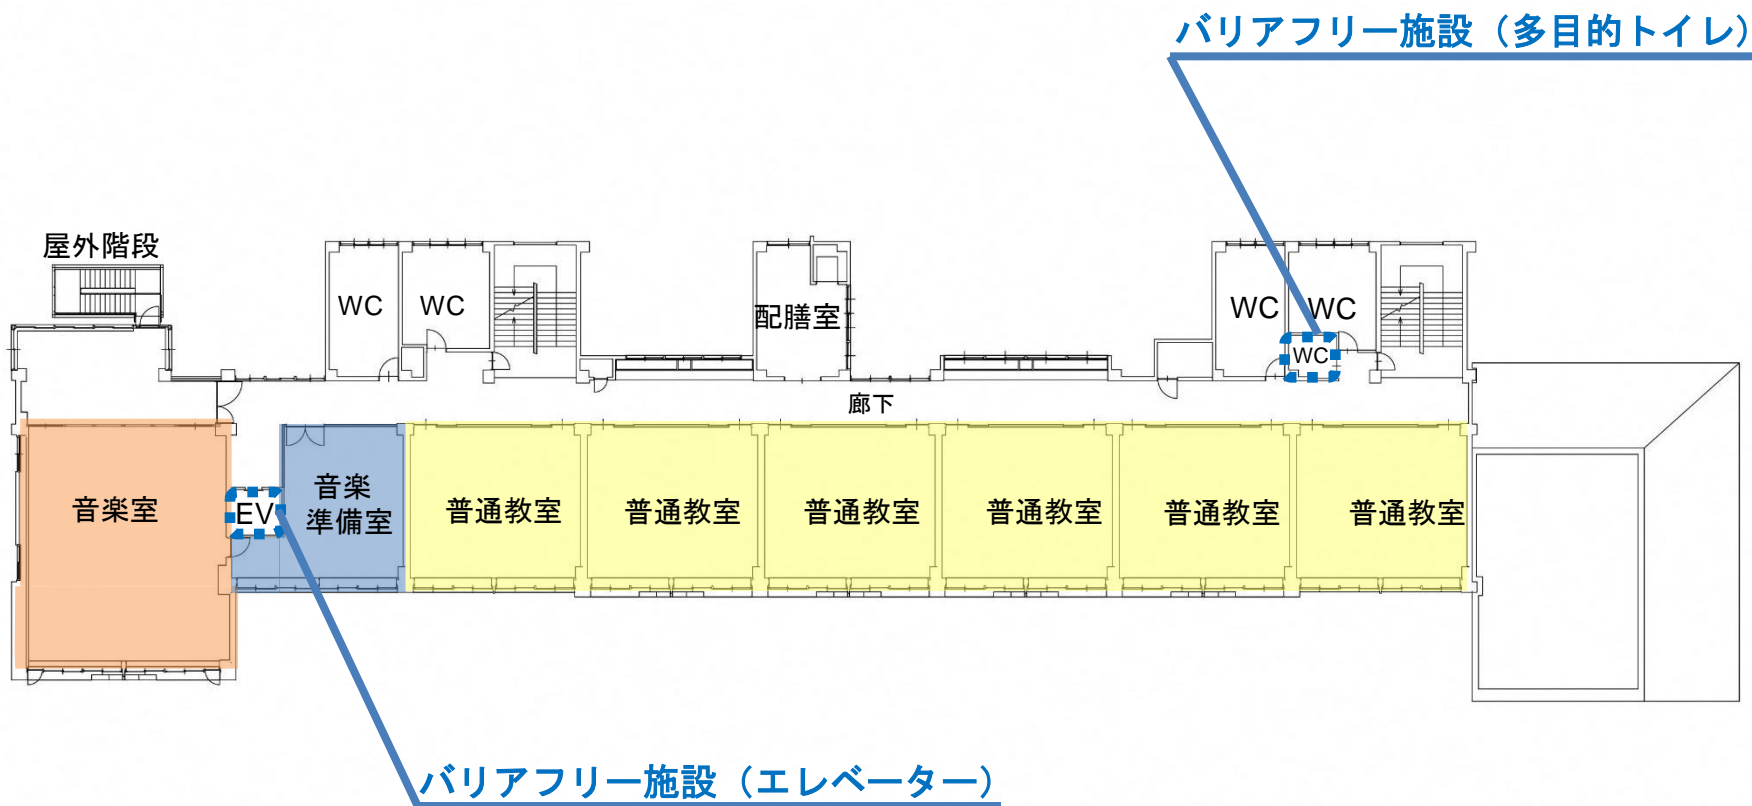 バリアフリー施設（多目的トイレ）
屋外階段
WC
WC
配膳室
WC
WC
WC
廊下
音楽室
EV
音楽
準備室
普通教室
普通教室
普通教室
普通教室
普通教室
普通教室
バリアフリー施設（エレベーター）